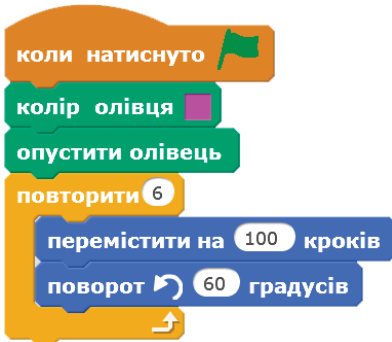 коли натиснуто
колір олівця
опустити олівець
повторити 6
перемістити на 100 кроків
поворот 60 градусів